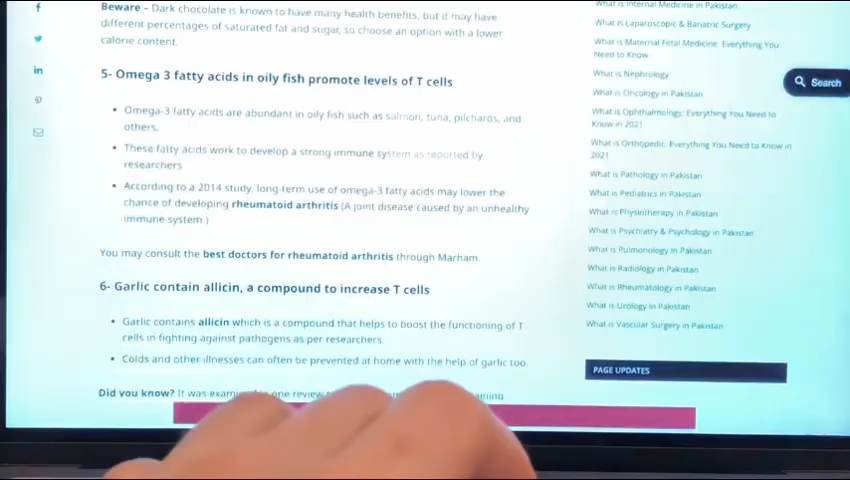 Beware - Dark chocolate is known to have many health benefits, but it may have
different percentages of saturated fat and sugar, so choose an option with a lower
calorie content.
5- Omega 3 fatty acids in oily fish promote levels of T cells
Omega-3 fatty acids are abundant in oily fish such as salmon, tuna, pilchards, and
others.
These fatty acids work to develop a strong immune system as reported by
researchers
According to a 2014 study, long-term use of omega-3 fatty acids may lower the
chance of developing rheumatoid arthritis (A joint disease caused by an unhealthy
immune system )
You may consult the best doctors for rheumatoid arthritis through Marham.
6- Garlic contain allicin, a compound to increase T cells
Garlic contains allicin which is a compound that helps to boost the functioning of T
cells in fighting against pathogens as per researchers.
Colds and other illnesses can often be prevented at home with the help of garlic too.
Did you know? It was one review
What is Internal Medicine in Pakistan
What is Laparoscopic & Bariatric Surgery
What is Maternal Fetal Medicine: Everything You
Need to Know
What is Nephrology
What is Oncology in Pakistan
What is Ophthalmology: Everything You Need to
Know in 2021
What is Orthopedic: Everything You Need to Know in
2021
What is Pathology in Pakistan
What is Pediatrics in Pakistan
What is Physiotherapy in Pakistan
What is Psychiatry & Psychology in Pakistan
What is Pulmonology in Pakistan
What is Radiology in Pakistan
What is Rheumatology in Pakistan
What is Urology in Pakistan
What is Vascular Surgery in Pakistan
PAGE UPDATES
Search